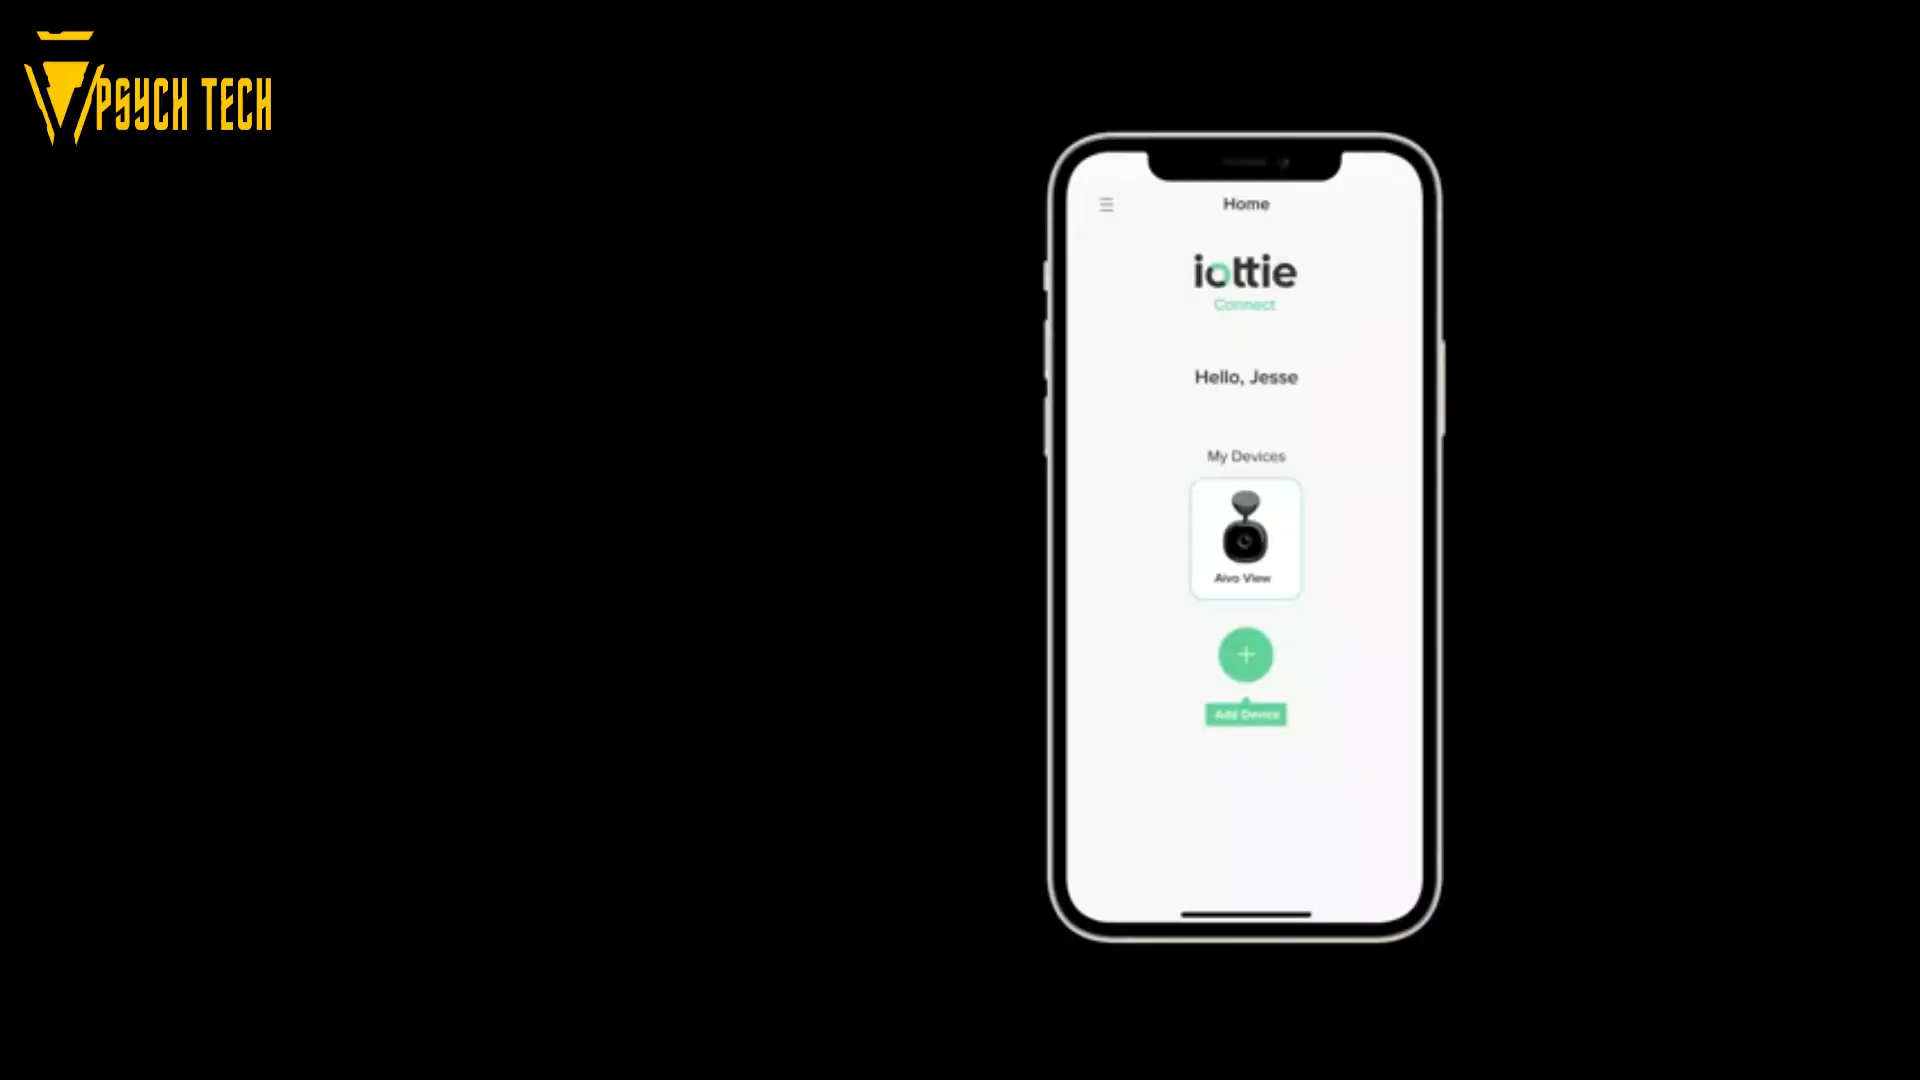 PSYCH TECH
Home
iottie
Connect
Hello, Jesse
My Devices
Aivo View
Add Device